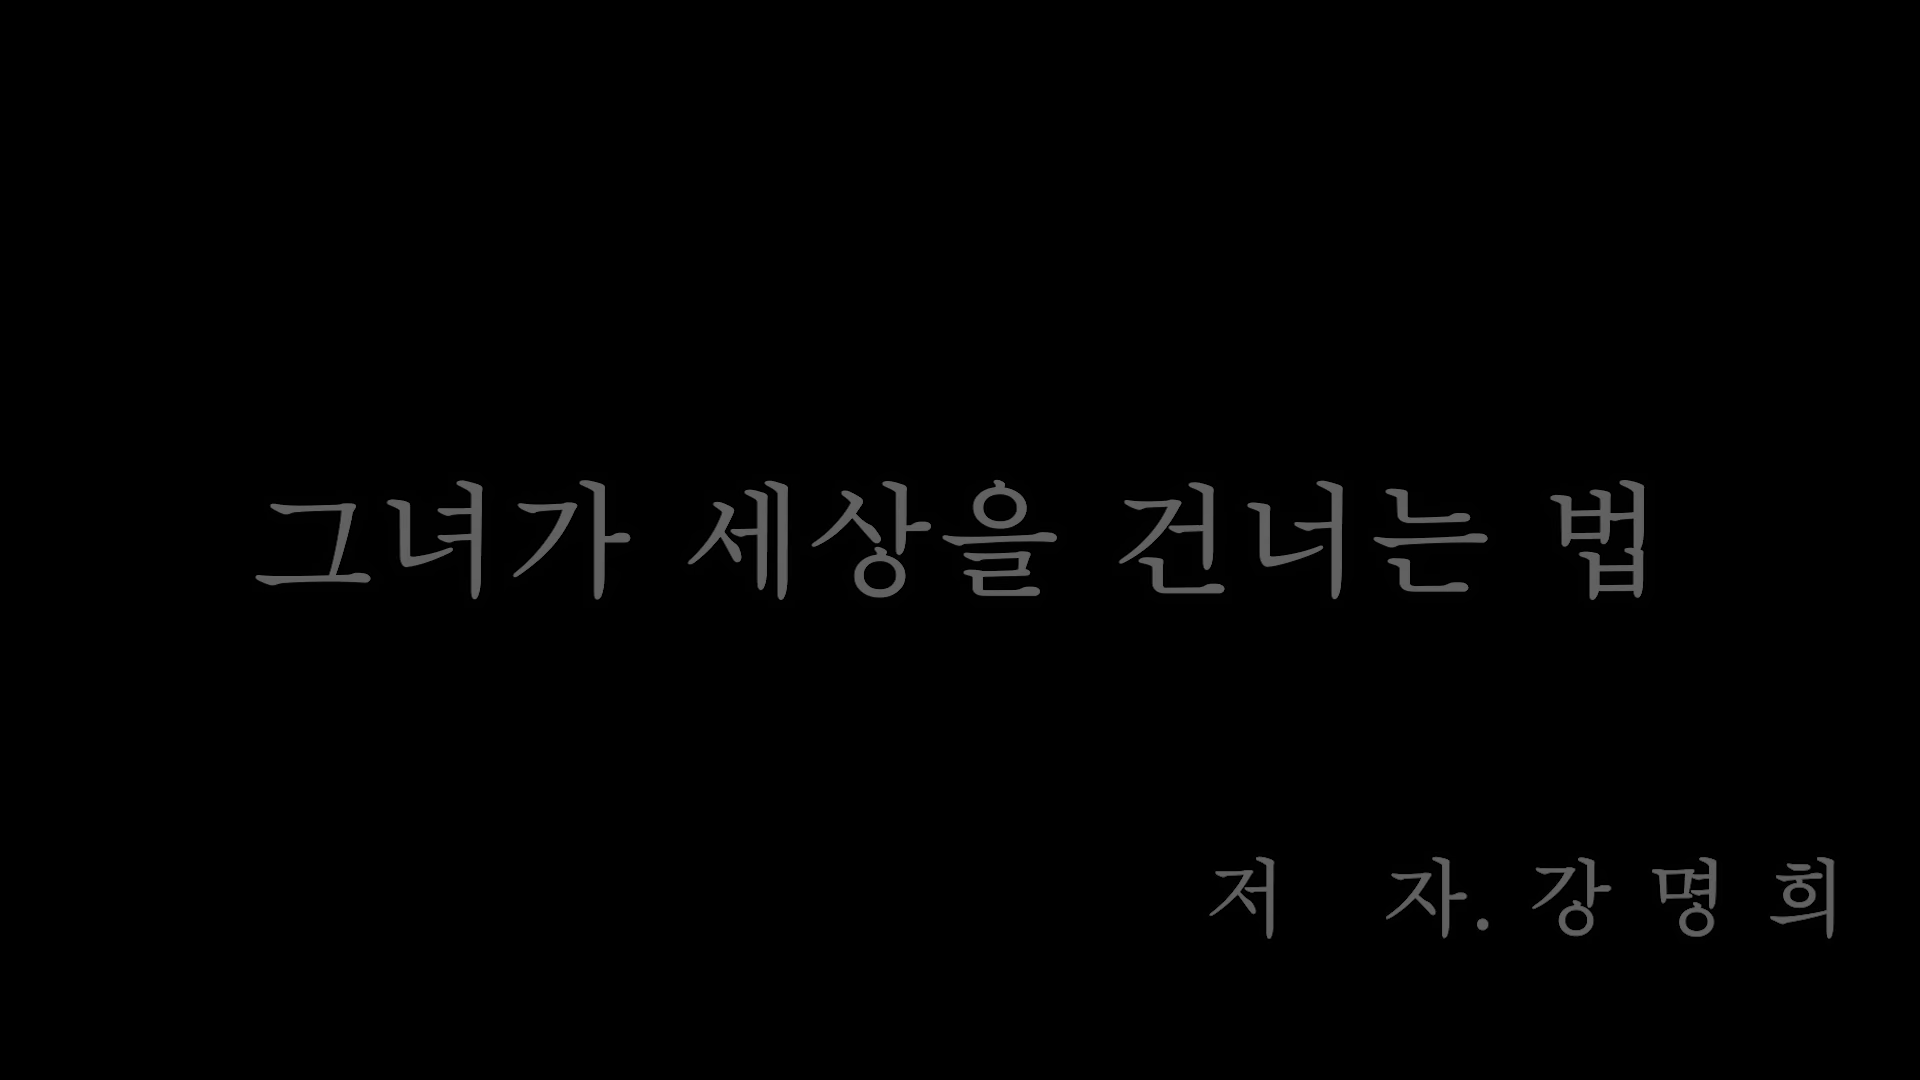 그녀가 세상을 건너는 법
저 자. 강 명 희